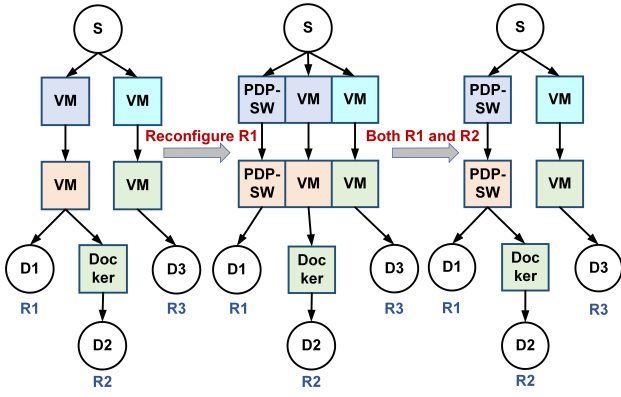 S
VM
VM
VM
VM
D1
Doc
ker
D3
R1
R3
D2
R2
Reconfigure R1
S
PDP-
SW
VM
VM
PDP-
SW
VM
VM
D1
Doc
ker
D3
R1
R3
D2
R2
Both R1 and R2
S
PDP-
SW
VM
PDP-
SW
VM
D1
Doc
ker
D3
R1
R3
D2
R2